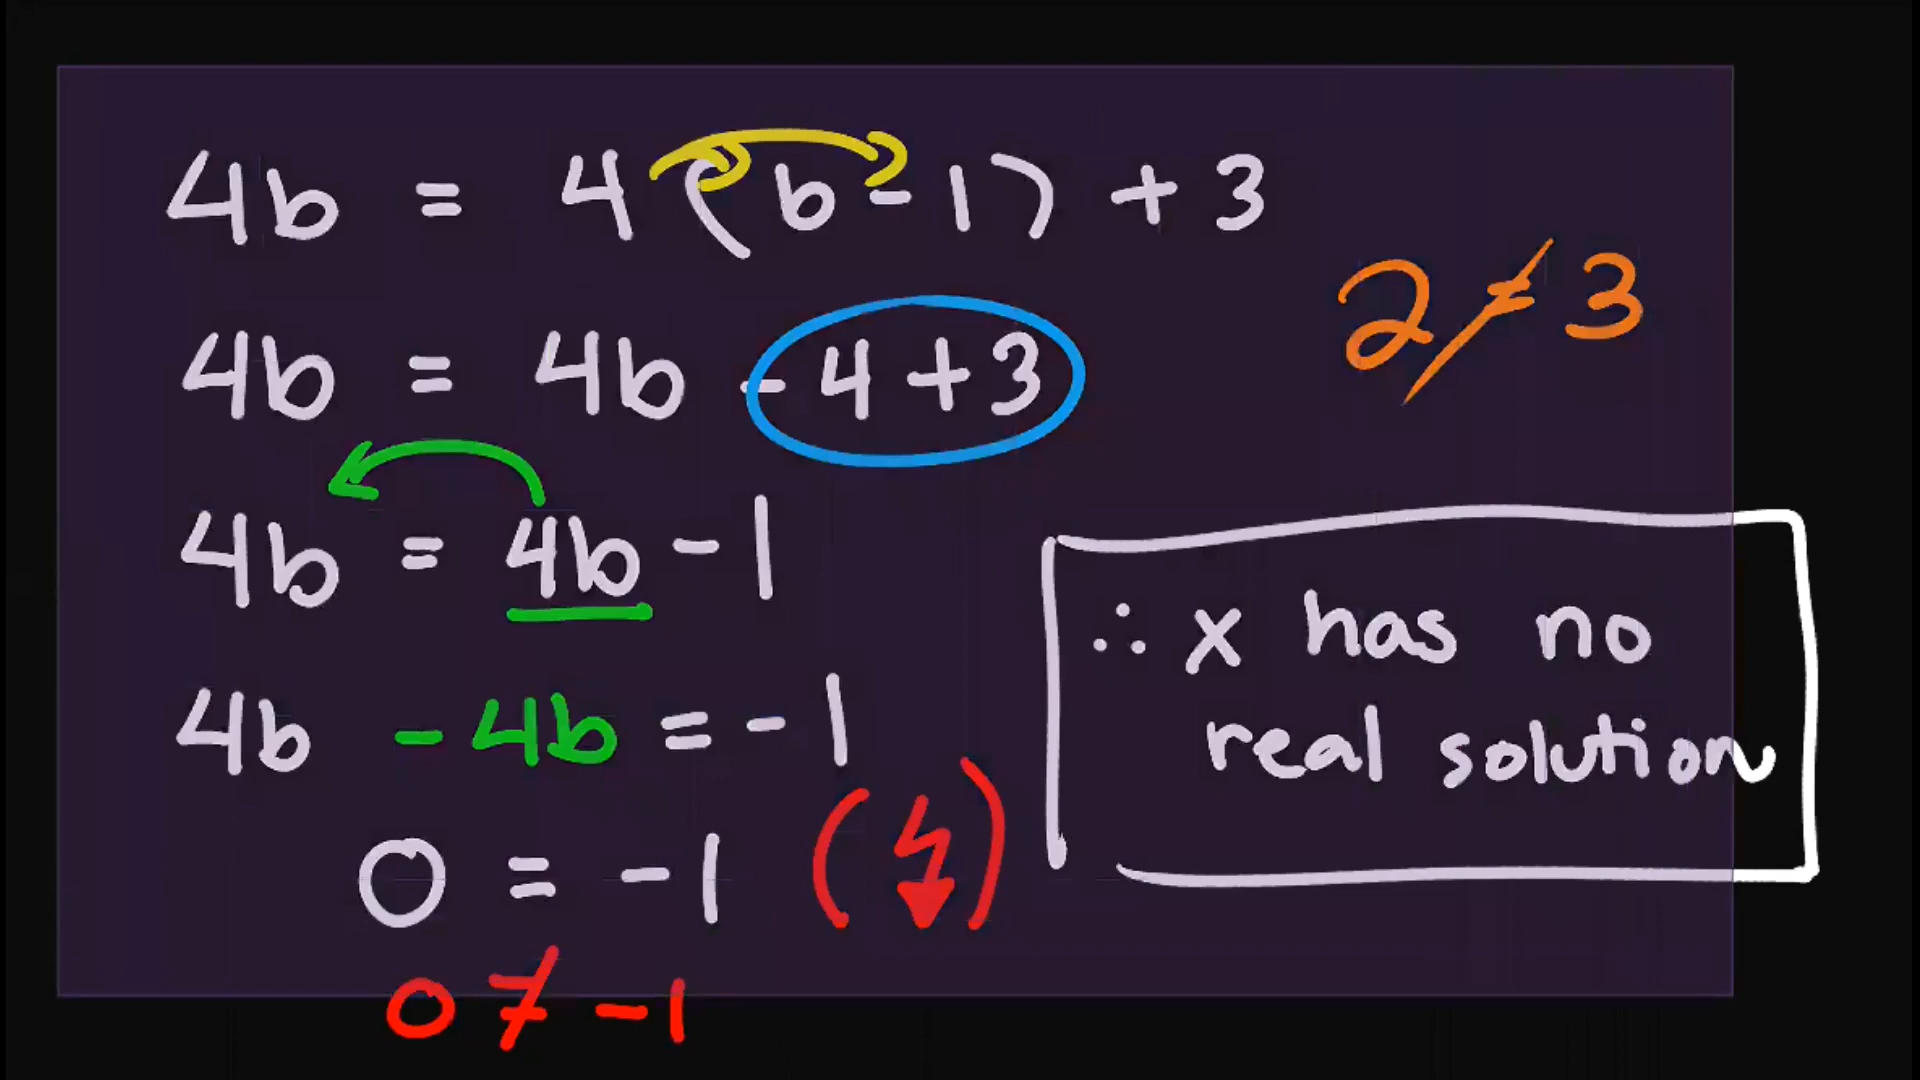 4b = 4(b-1) + 3
4b = 4b - 4 + 3
2 ≠ 3
4b = 4b - 1
4b - 4b = -1
0 = -1 (↯)
0 ≠ -1
∴ x has no
real solution